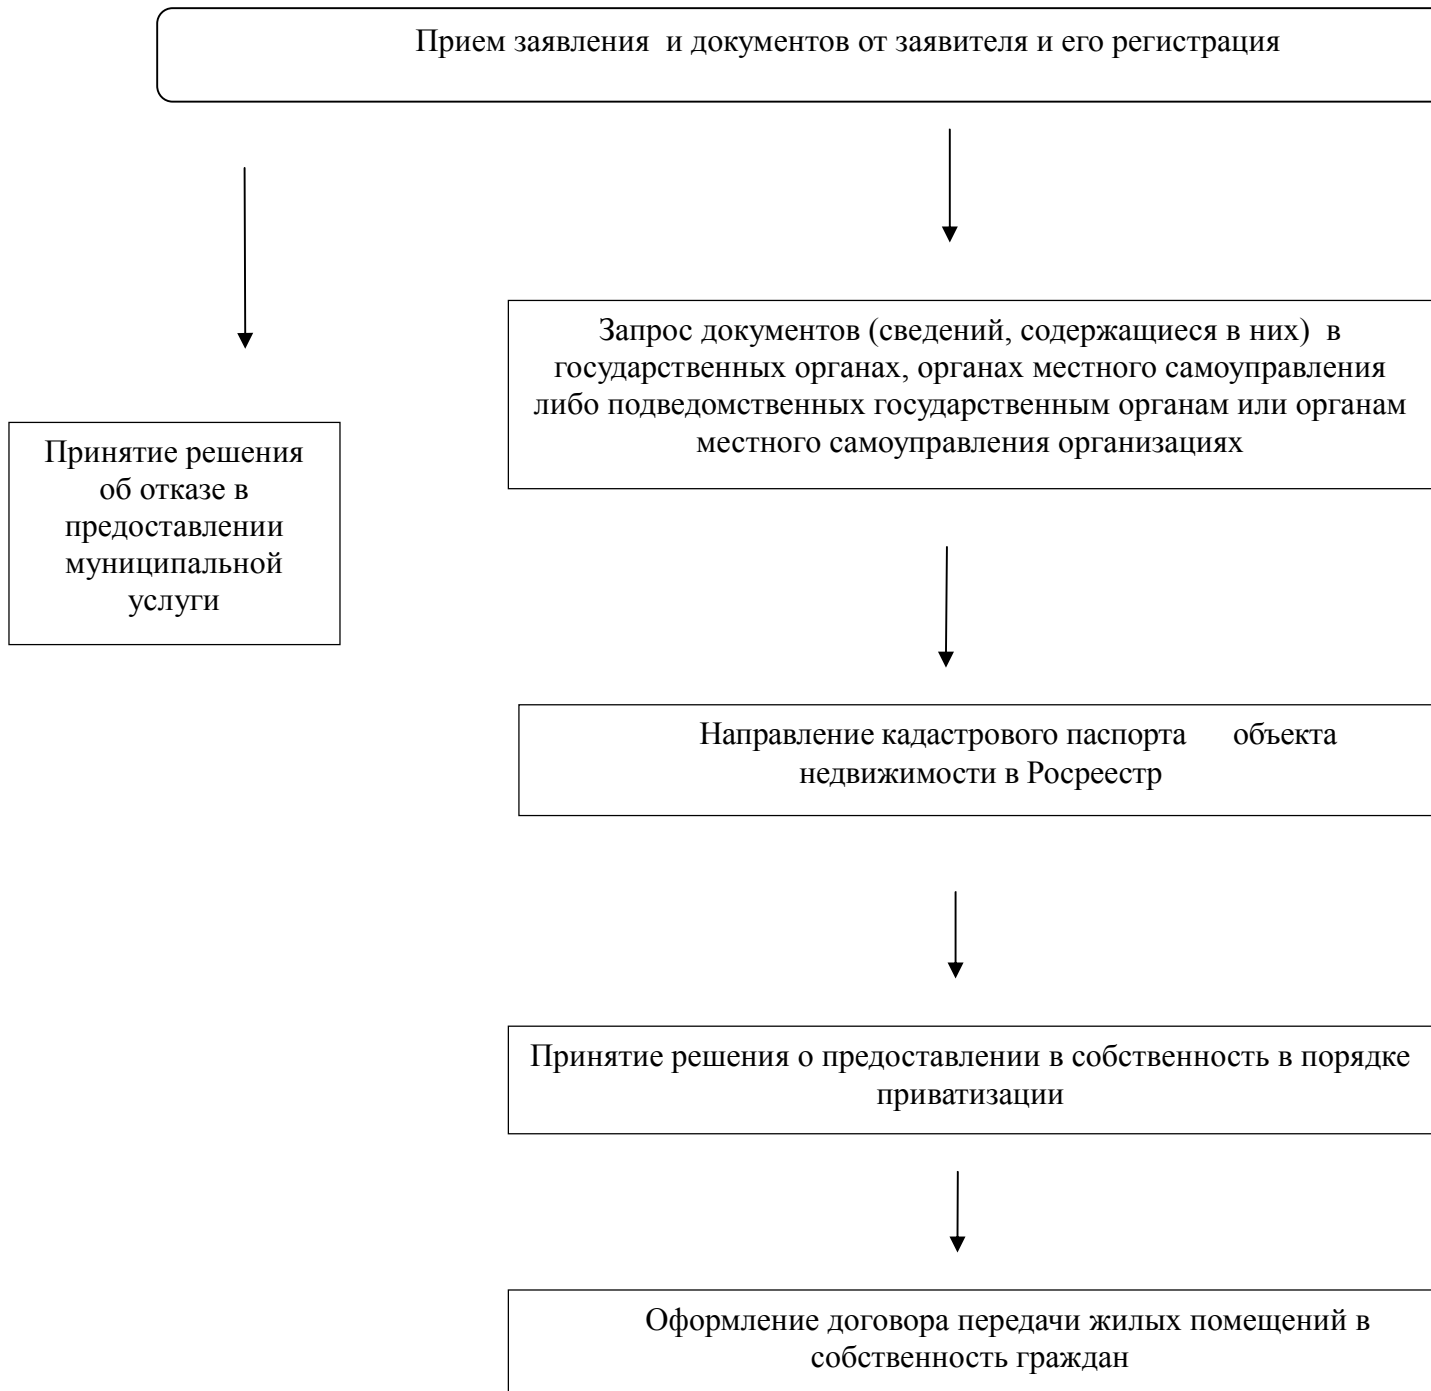 Прием заявления  и документов от заявителя и его регистрация
Запрос документов (сведений, содержащиеся в них)  в
государственных органах, органах местного самоуправления
либо подведомственных государственным органам или органам
местного самоуправления организациях
Принятие решения
об отказе в
предоставлении
муниципальной
услуги
Направление кадастрового паспорта     объекта
недвижимости в Росреестр
Принятие решения о предоставлении в собственность в порядке
приватизации
Оформление договора передачи жилых помещений в
собственность граждан